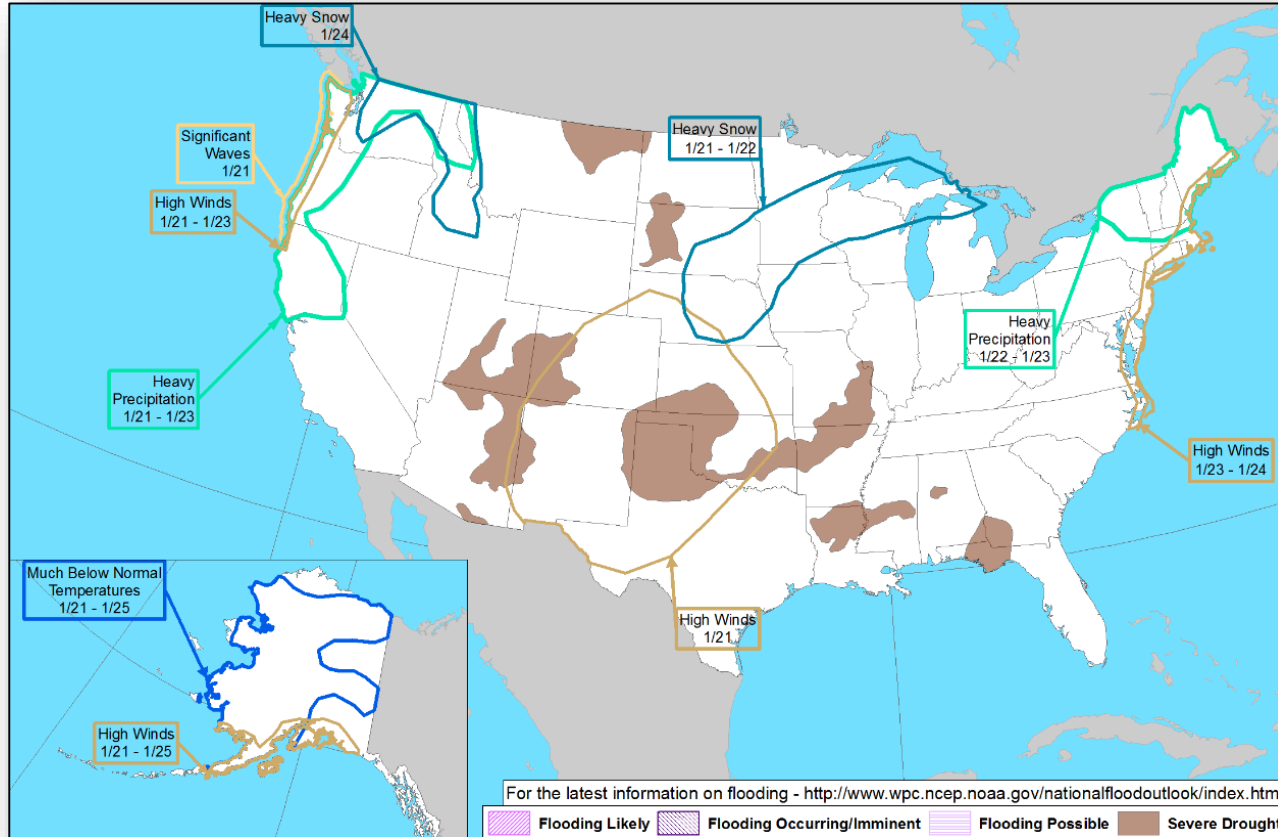 Heavy Snow
1/24
Significant
Waves
1/21
High Winds
1/21 - 1/23
Heavy
Precipitation
1/21 - 1/23
Heavy Snow
1/21 - 1/22
Heavy
Precipitation
1/22 - 1/23
High Winds
1/23 - 1/24
High Winds
1/21
Much Below Normal
Temperatures
1/21 - 1/25
High Winds
1/21 - 1/25
For the latest information on flooding - http://www.wpc.ncep.noaa.gov/nationalfloodoutlook/index.htm
Flooding Likely Flooding Occurring/Imminent Flooding Possible Severe Drought